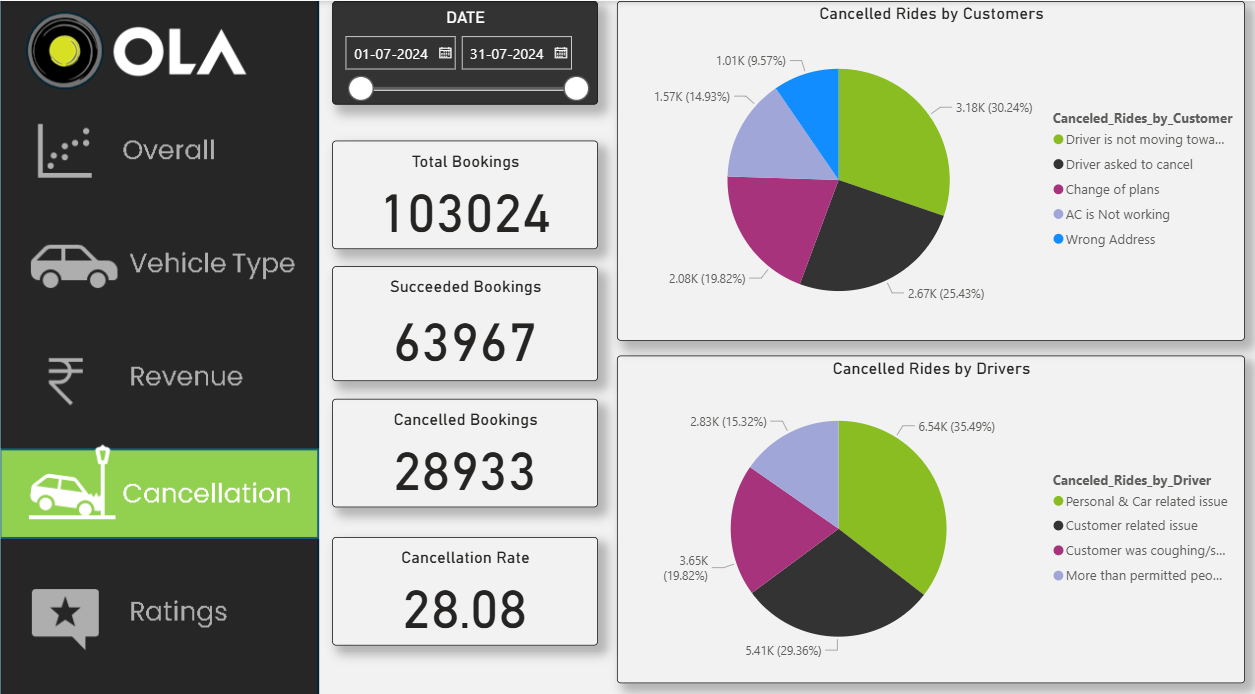 OLA
Overall
Vehicle Type
Revenue
Cancellation
Ratings
DATE
01-07-2024
31-07-2024
Total Bookings
103024
Succeeded Bookings
63967
Cancelled Bookings
28933
Cancellation Rate
28.08
Cancelled Rides by Customers
1.01K (9.57%)
1.57K (14.93%)
3.18K (30.24%)
2.08K (19.82%)
2.67K (25.43%)
Canceled_Rides_by_Customer
Driver is not moving towa...
Driver asked to cancel
Change of plans
AC is Not working
Wrong Address
Cancelled Rides by Drivers
2.83K (15.32%)
6.54K (35.49%)
3.65K
(19.82%)
5.41K (29.36%)
Canceled_Rides_by_Driver
Personal & Car related issue
Customer related issue
Customer was coughing/s...
More than permitted peo...